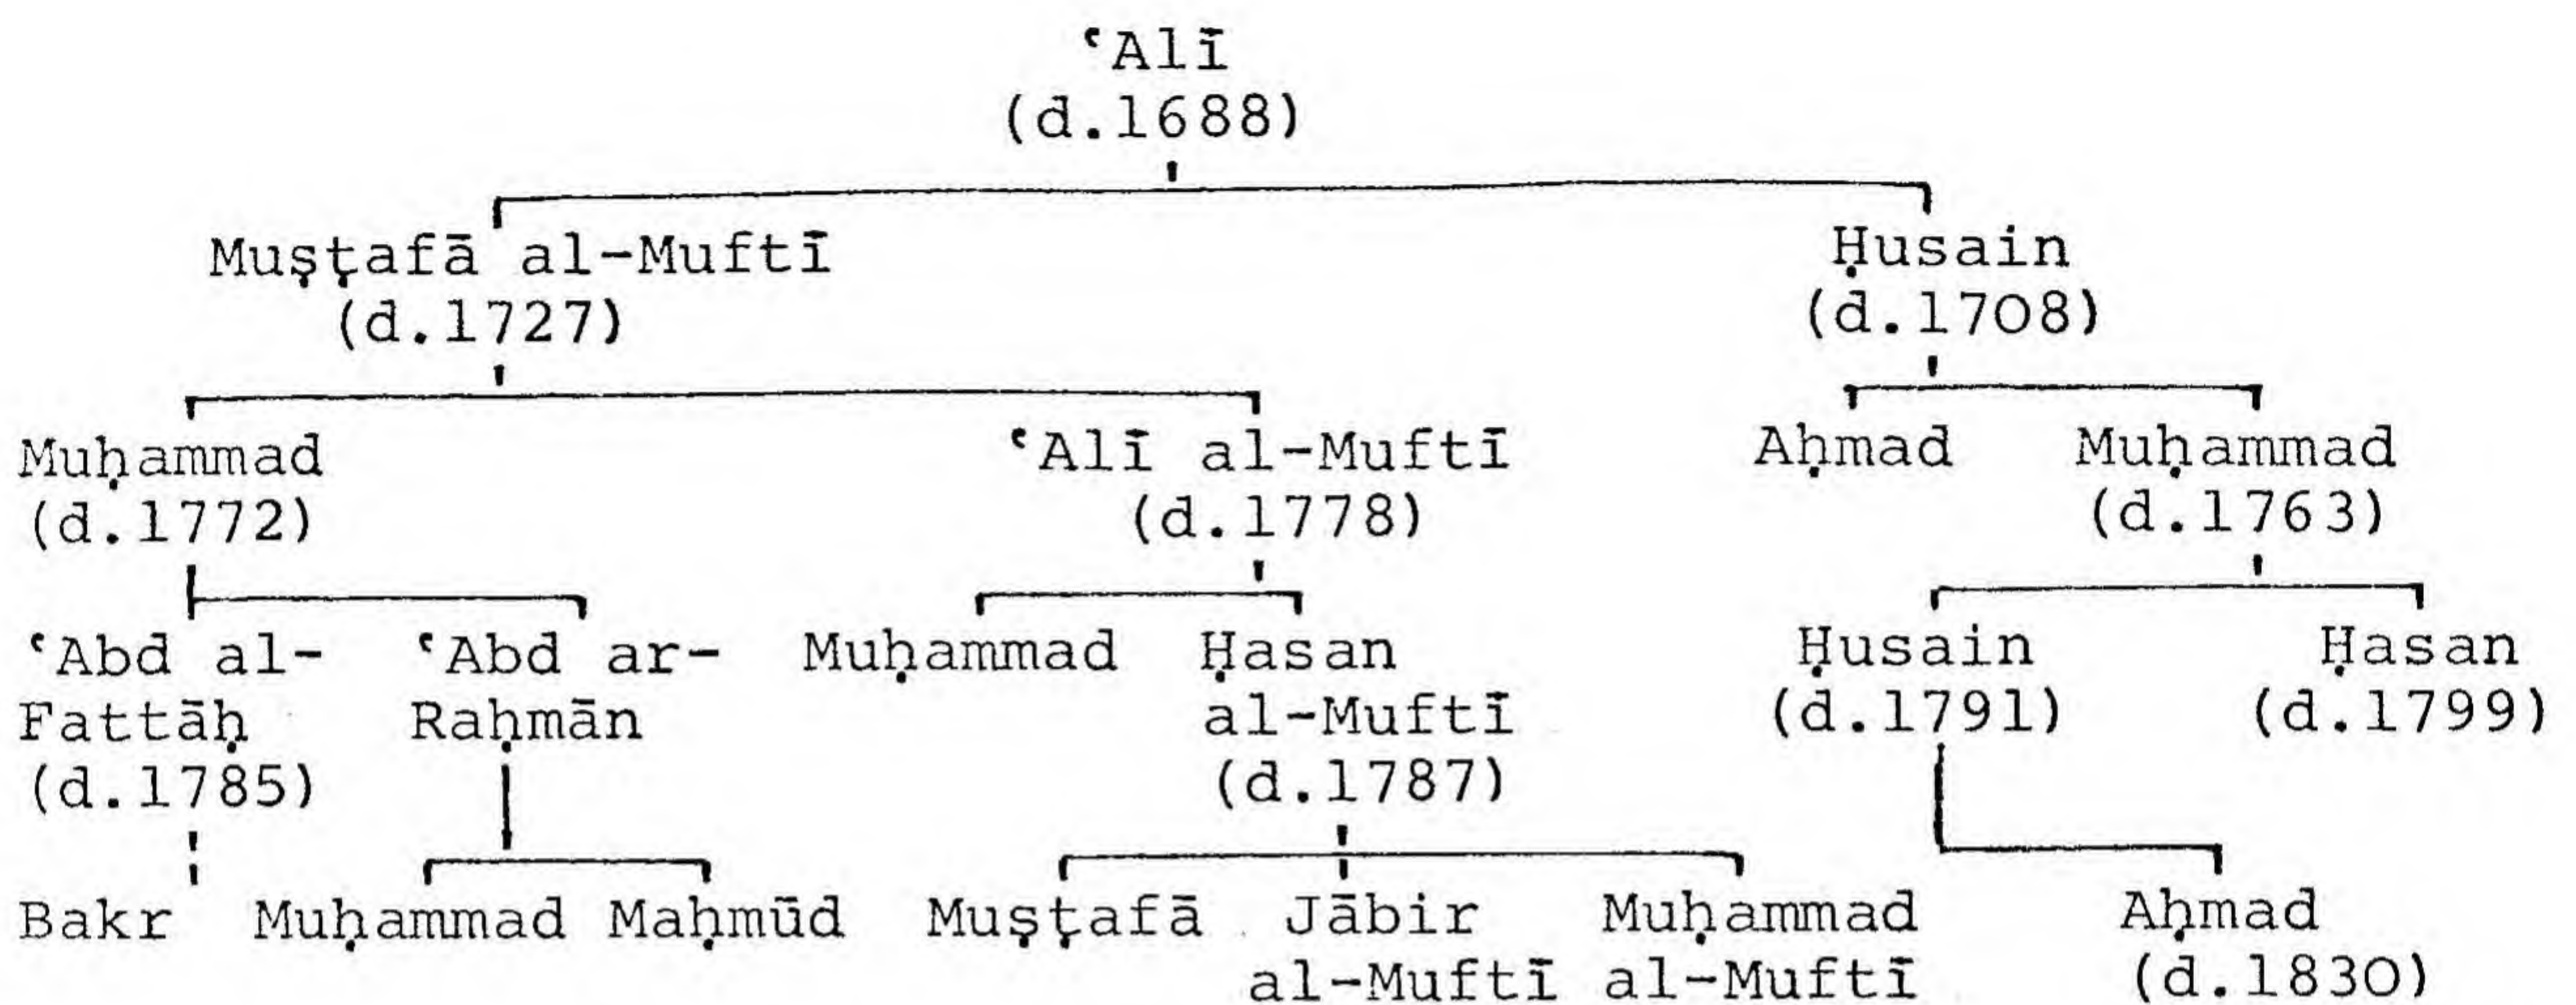 ʿAlī
(d.1688)
Muṣṭafā al-Muftī Ḥusain
(d.1727) (d.1708)
Muḥammad ʿAlī al-Muftī Aḥmad Muḥammad
(d.1772) (d.1778) (d.1763)
ʿAbd al- ʿAbd ar- Muḥammad Ḥasan Ḥusain Ḥasan
Fattāḥ Raḥmān al-Muftī (d.1791) (d.1799)
(d.1785) (d.1787)
Bakr Muḥammad Maḥmūd Muṣṭafā Jābir Muḥammad Aḥmad
al-Muftī al-Muftī (d.1830)